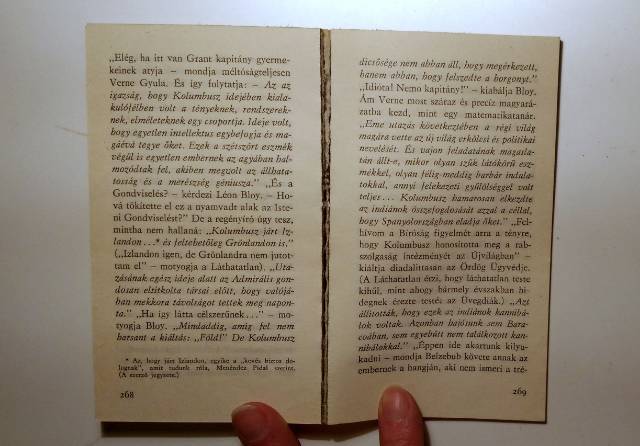 „Elég, ha itt van Grant kapitány gyerme-
keinek atyja – mondja méltóságteljesen
Verne Gyula. És így folytatja: – Az az
igazság, hogy Kolumbusz idejében kiala-
kulófélben volt a tényeknek, rendszerek-
nek, elméleteknek egy csoportja. Ideje volt,
hogy egyetlen intellektus egybefogja és ma-
gáévá tegye őket. Ezek a szétszórt eszmék
végül is egyetlen embernek az agyában hal-
mozódtak fel, akiben megvolt az állhata-
tosság és a merészség géniusza." „És a
Gondviselés? – kérdezi Léon Bloy. – Ho-
vá tökítette el ez a nyamvadt alak az Iste-
ni Gondviselést?" De a regényíró úgy tesz,
mintha nem hallaná: „Kolumbusz járt Iz-
landon...* és feltehetőleg Grönlandon is."
(„Izlandon igen, de Grönlandra nem jutot-
tam el" – motyogja a Láthatatlan). „Uta-
zásának egész ideje alatt az Admirális gon-
dosan eltitkolta társai előtt, hogy valójá-
ban mekkora távolságot tettek meg napon-
ta." „Ha így látta célszerűnek..." – mo-
tyogja Bloy. „Mindaddig, amíg fel nem
harsant a kiáltás: „Föld!" De Kolumbusz
* Az, hogy járt Izlandon, egyike a „kevés biztos do-
lognak", amit tudunk róla, Menéndez Pidal szerint.
(A szerző jegyzete.)
268
dicsősége nem abban áll, hogy megérkezett,
hanem abban, hogy felszedte a horgonyt."
„Idióta! Nemo kapitány!" – kiabálja Bloy.
Ám Verne most száraz és precíz magyará-
zatba kezd, mint egy matematikatanár.
„Eme utazás következtében a régi világ
magára vette az új világ erkölcsi és politikai
nevelését. És vajon feladatának magasla-
tán állt-e, mikor olyan szűk látókörű esz-
mékkel, olyan félig-meddig barbár indula-
tokkal, annyi felekezeti gyűlölséggel volt
teljes... Kolumbusz hamarosan elkezdte
az indiánok összefogdosását azzal a céllal,
hogy Spanyolországban eladja őket." „Fel-
hívom a Bíróság figyelmét arra a tényre,
hogy Kolumbusz honosította meg a rab-
szolgaság intézményét az Újvilágban" –
kiáltja diadalittasan az Ördög Ügyvédje.
(A Láthatatlan érzi, hogy láthatatlan teste
kihűl, mint ahogy bármely évszakban hi-
degnek érezte testét az Üvegdiák.) „Azt
állították, hogy ezek az indiánok kannibá-
lok voltak. Azonban hajósunk sem Bara-
coában, sem egyebütt nem találkozott kan-
nibálokkal." „Éppen ide akartunk kilyu-
kadni – mondja Belzebub követe annak az
embernek a hangján, aki nem ismeri a tré-
269